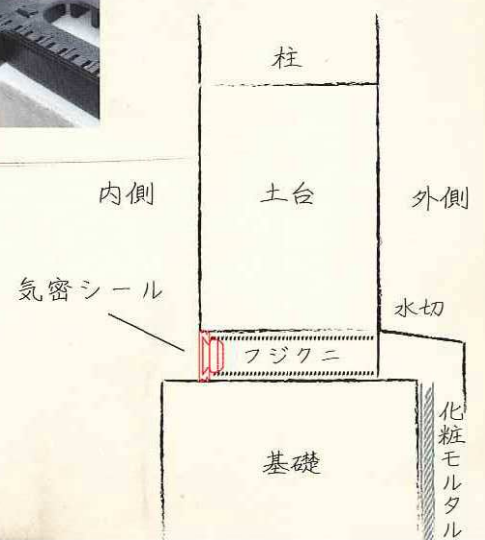 柱
内側
土台
外側
気密シール
水切
フジクニ
基礎
化粧モルタル